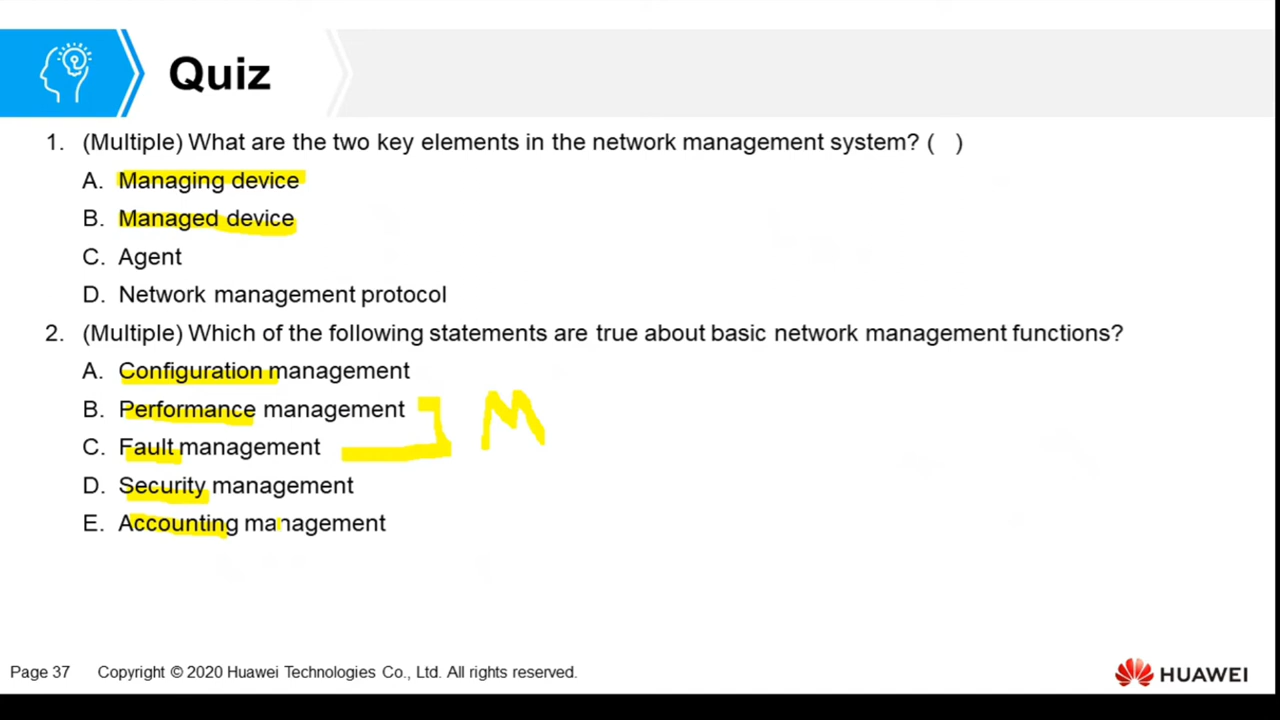 Quiz
1. (Multiple) What are the two key elements in the network management system? ( )
A. Managing device
B. Managed device
C. Agent
D. Network management protocol
2. (Multiple) Which of the following statements are true about basic network management functions?
A. Configuration management
B. Performance management
C. Fault management
M
D. Security management
E. Accounting management
Page 37 Copyright © 2020 Huawei Technologies Co., Ltd. All rights reserved.
HUAWEI